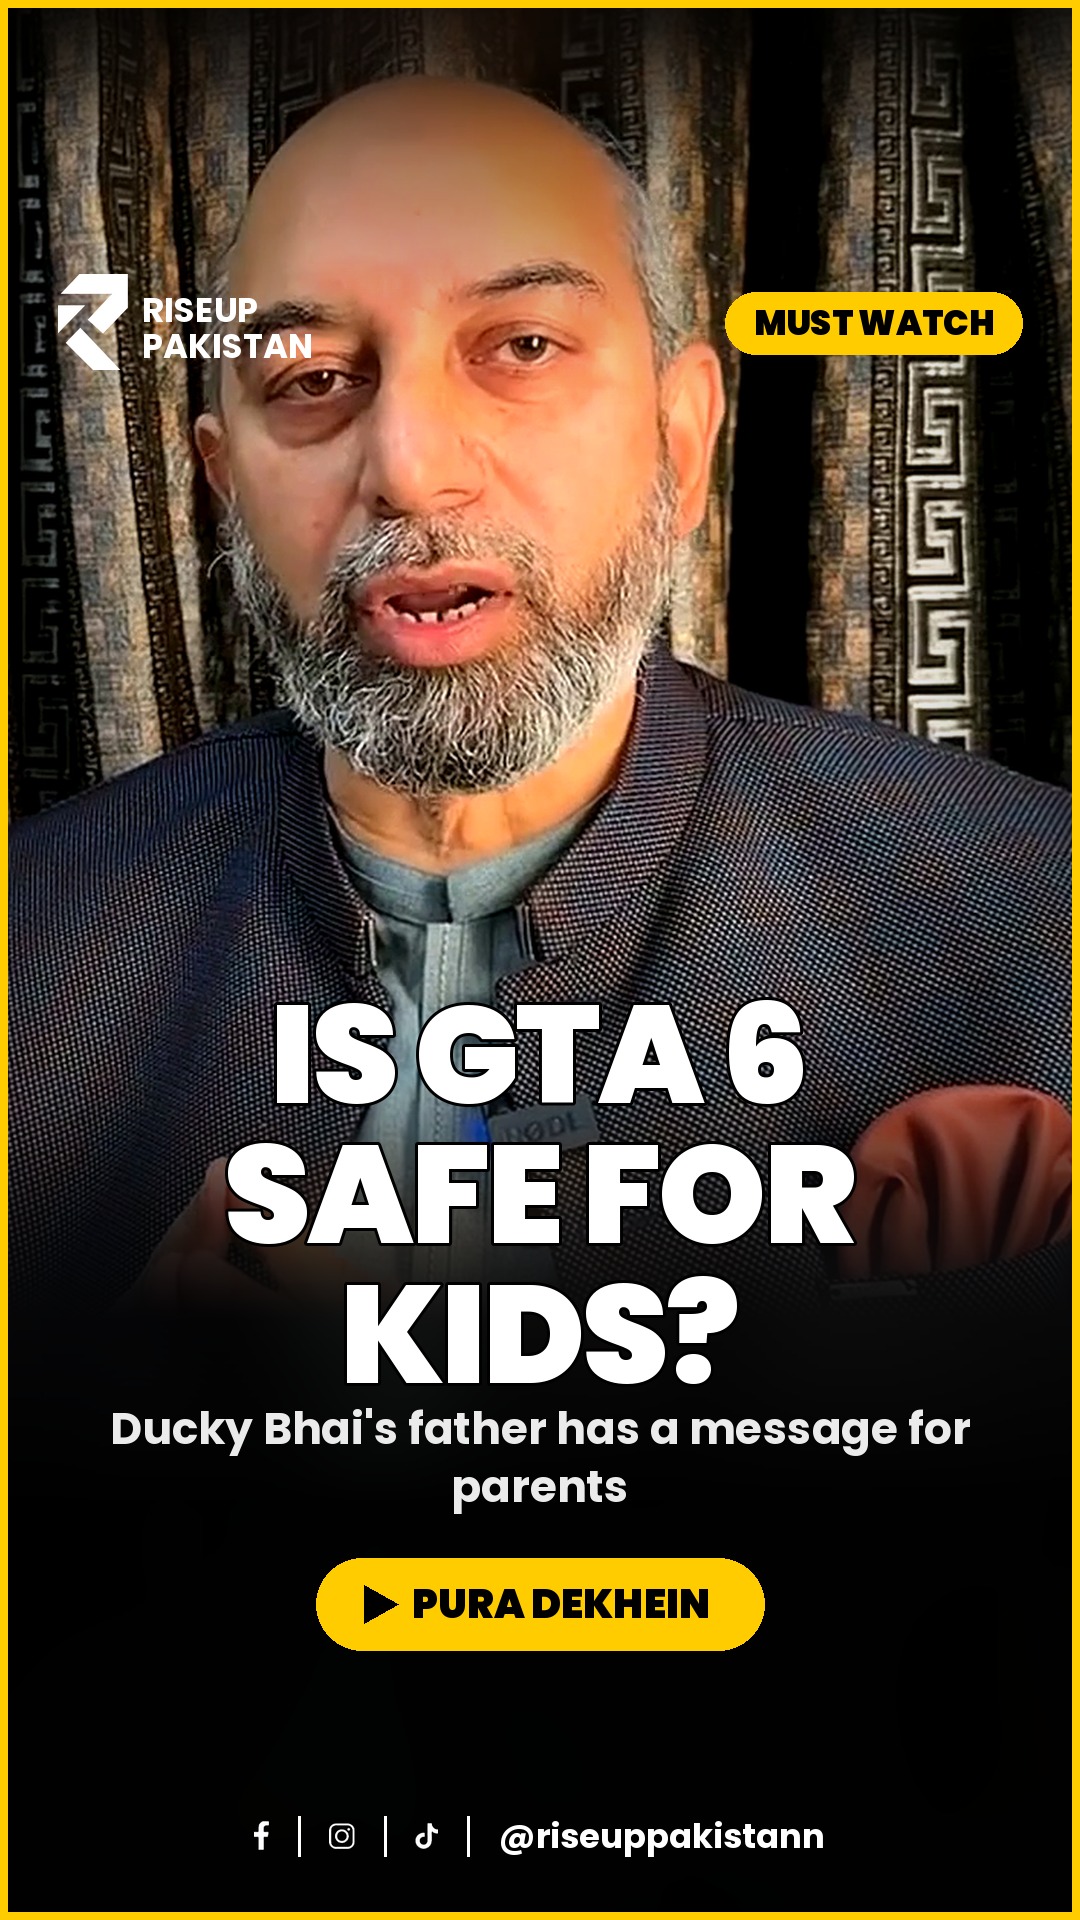 RISEUP
PAKISTAN
MUST WATCH
IS GTA 6
SAFE FOR
KIDS?
Ducky Bhai's father has a message for
parents
PURA DEKHEIN
@riseuppakistann